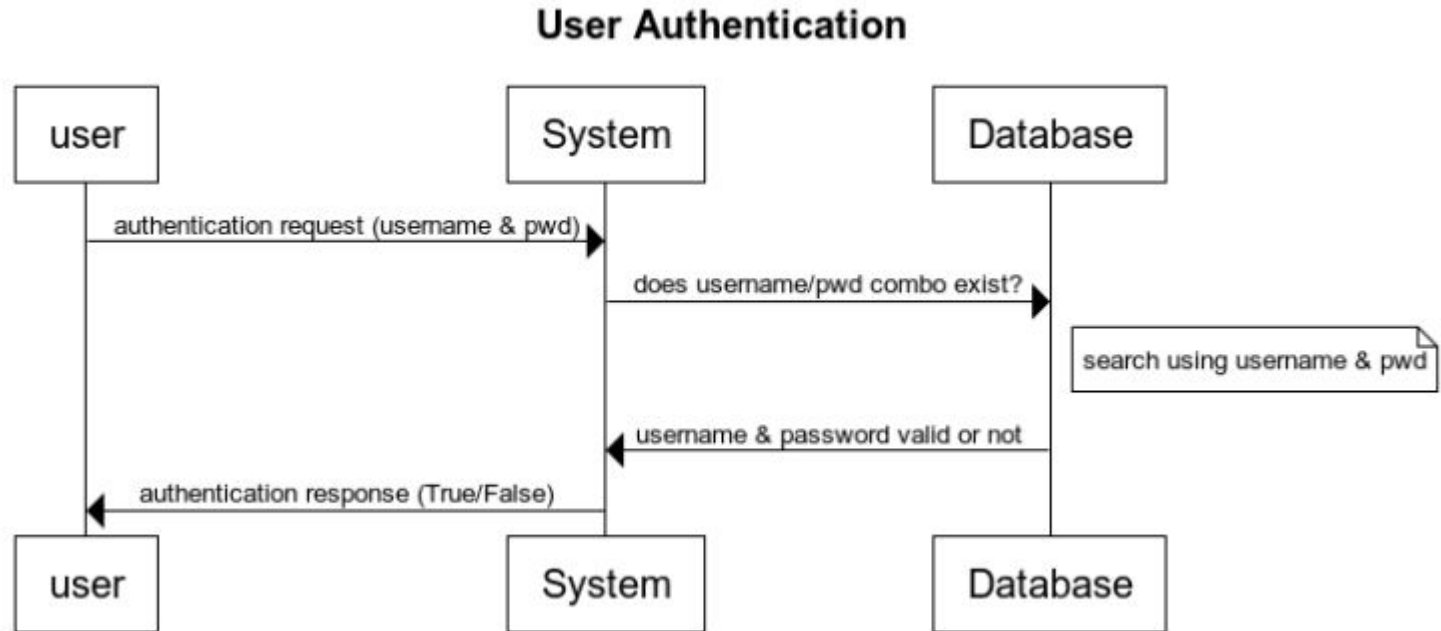 User Authentication
user
System
Database
authentication request (username & pwd)
does username/pwd combo exist?
search using username & pwd
username & password valid or not
authentication response (True/False)
user
System
Database